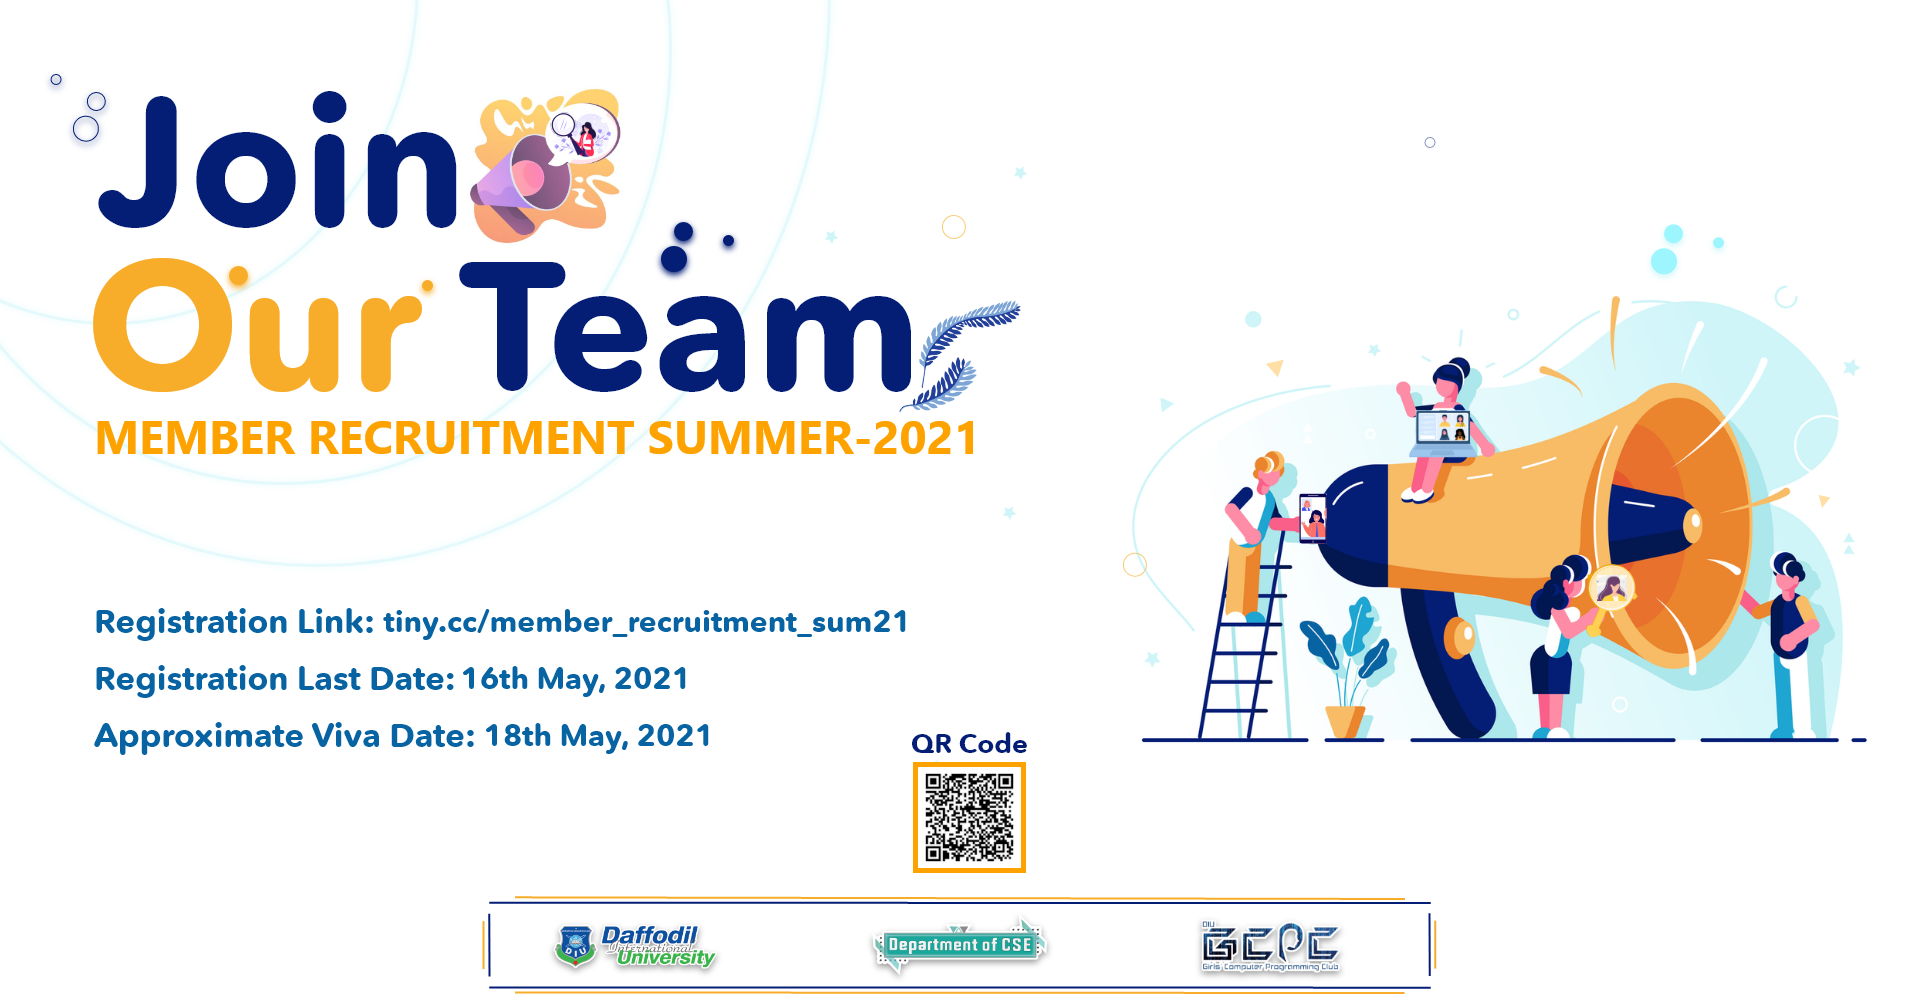 Join
Our Team
MEMBER RECRUITMENT SUMMER-2021
Registration Link: tiny.cc/member_recruitment_sum21
Registration Last Date: 16th May, 2021
Approximate Viva Date: 18th May, 2021
QR Code
DIU
Daffodil
International
University
Department of CSE
DIU
GCPC
Girls Computer Programming Club